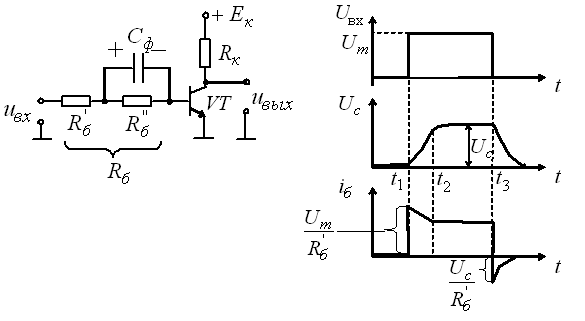 + Eк
Cф
+ −
Rк
uвх
R'б
R"б
VT
uвых
Rб
Uвх
Um
t
Uc
Uc
t1 t2 t3 t
iб
Um
R'б
Uc
R'б
t